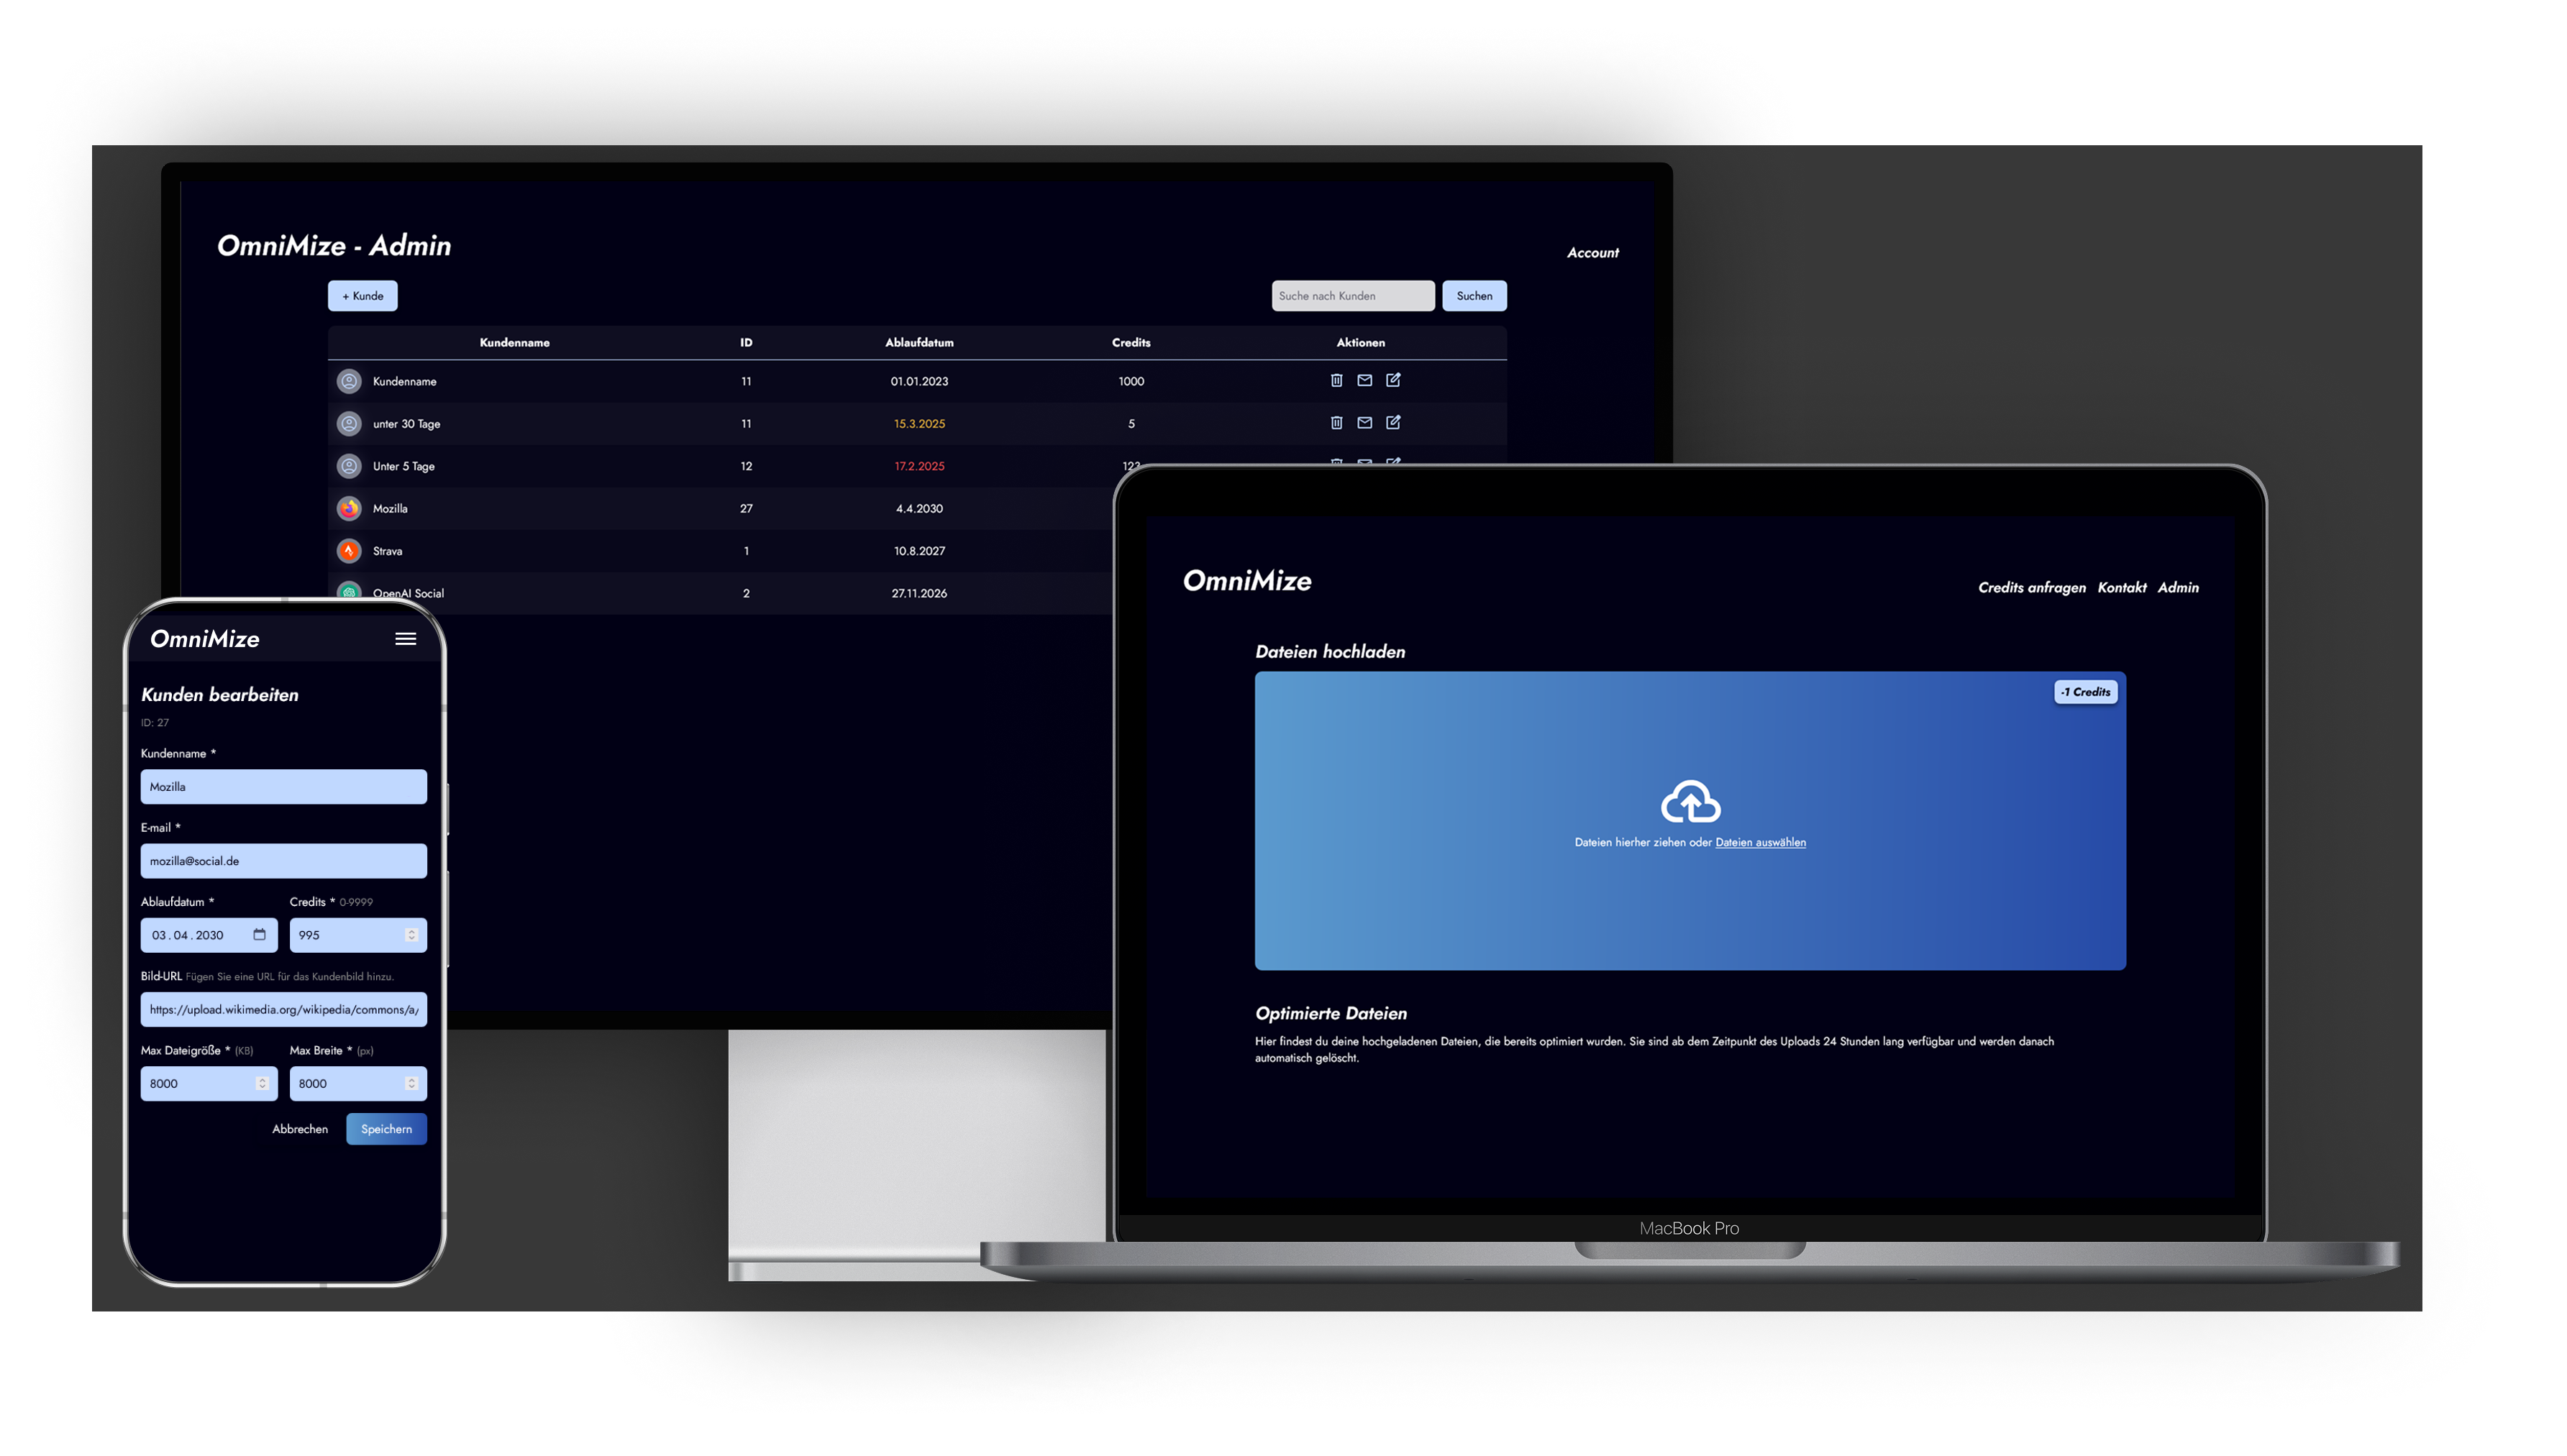 OmniMize - Admin
Account
+ Kunde
Suche nach Kunden
Suchen
Kundenname ID Ablaufdatum Credits Aktionen
Kundenname 11 01.01.2023 1000
unter 30 Tage 11 15.3.2025 5
Unter 5 Tage 12 17.2.2025 123
Mozilla 27 4.4.2030
Strava 1 10.8.2027
OpenAI Social 2 27.11.2026
OmniMize
Kunden bearbeiten
ID: 27
Kundenname *
Mozilla
E-mail *
mozilla@social.de
Ablaufdatum * Credits * 0-9999
03.04.2030 995
Bild-URL Fügen Sie eine URL für das Kundenbild hinzu.
https://upload.wikimedia.org/wikipedia/commons/a/
Max Dateigröße * (KB) Max Breite * (px)
8000 8000
Abbrechen Speichern
OmniMize
Credits anfragen Kontakt Admin
Dateien hochladen
-1 Credits
Dateien hierher ziehen oder Dateien auswählen
Optimierte Dateien
Hier findest du deine hochgeladenen Dateien, die bereits optimiert wurden. Sie sind ab dem Zeitpunkt des Uploads 24 Stunden lang verfügbar und werden danach
automatisch gelöscht.
MacBook Pro